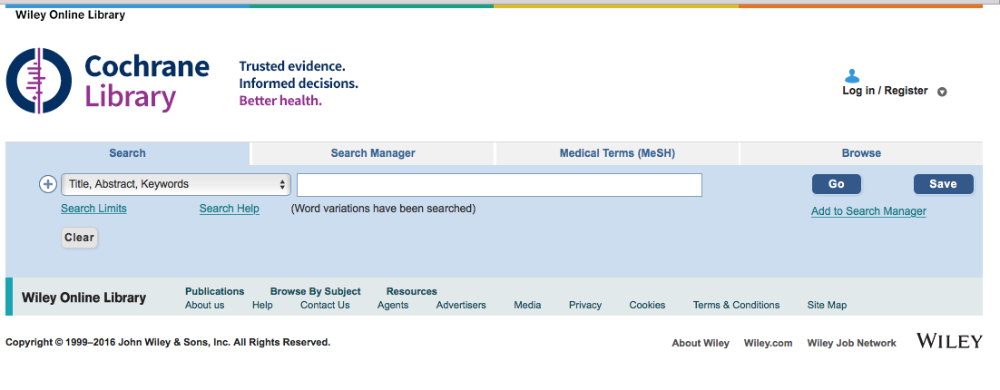 Wiley Online Library
Cochrane
Library
Trusted evidence.
Informed decisions.
Better health.
Log in / Register
Search Search Manager Medical Terms (MeSH) Browse
Title, Abstract, Keywords Go Save
Search Limits Search Help (Word variations have been searched) Add to Search Manager
Clear
Wiley Online Library
Publications Browse By Subject Resources
About us Help Contact Us Agents Advertisers Media Privacy Cookies Terms & Conditions Site Map
Copyright © 1999–2016 John Wiley & Sons, Inc. All Rights Reserved. About Wiley Wiley.com Wiley Job Network WILEY